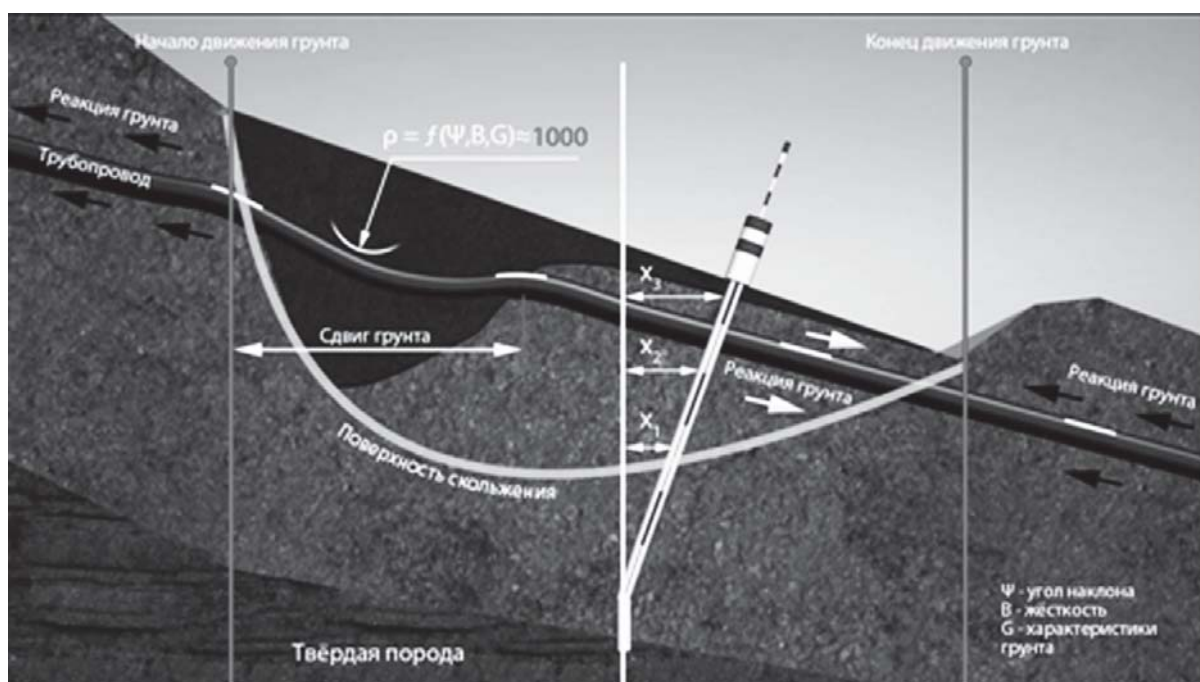 Начало движения грунта
Конец движения грунта
Реакция грунта
ρ = f(Ψ,B,G)≈1000
Трубопровод
X₃
Сдвиг грунта
X₂
Реакция грунта
Реакция грунта
X₁
Поверхность скольжения
Ψ - угол наклона
B - жёсткость
G - характеристики
грунта
Твёрдая порода